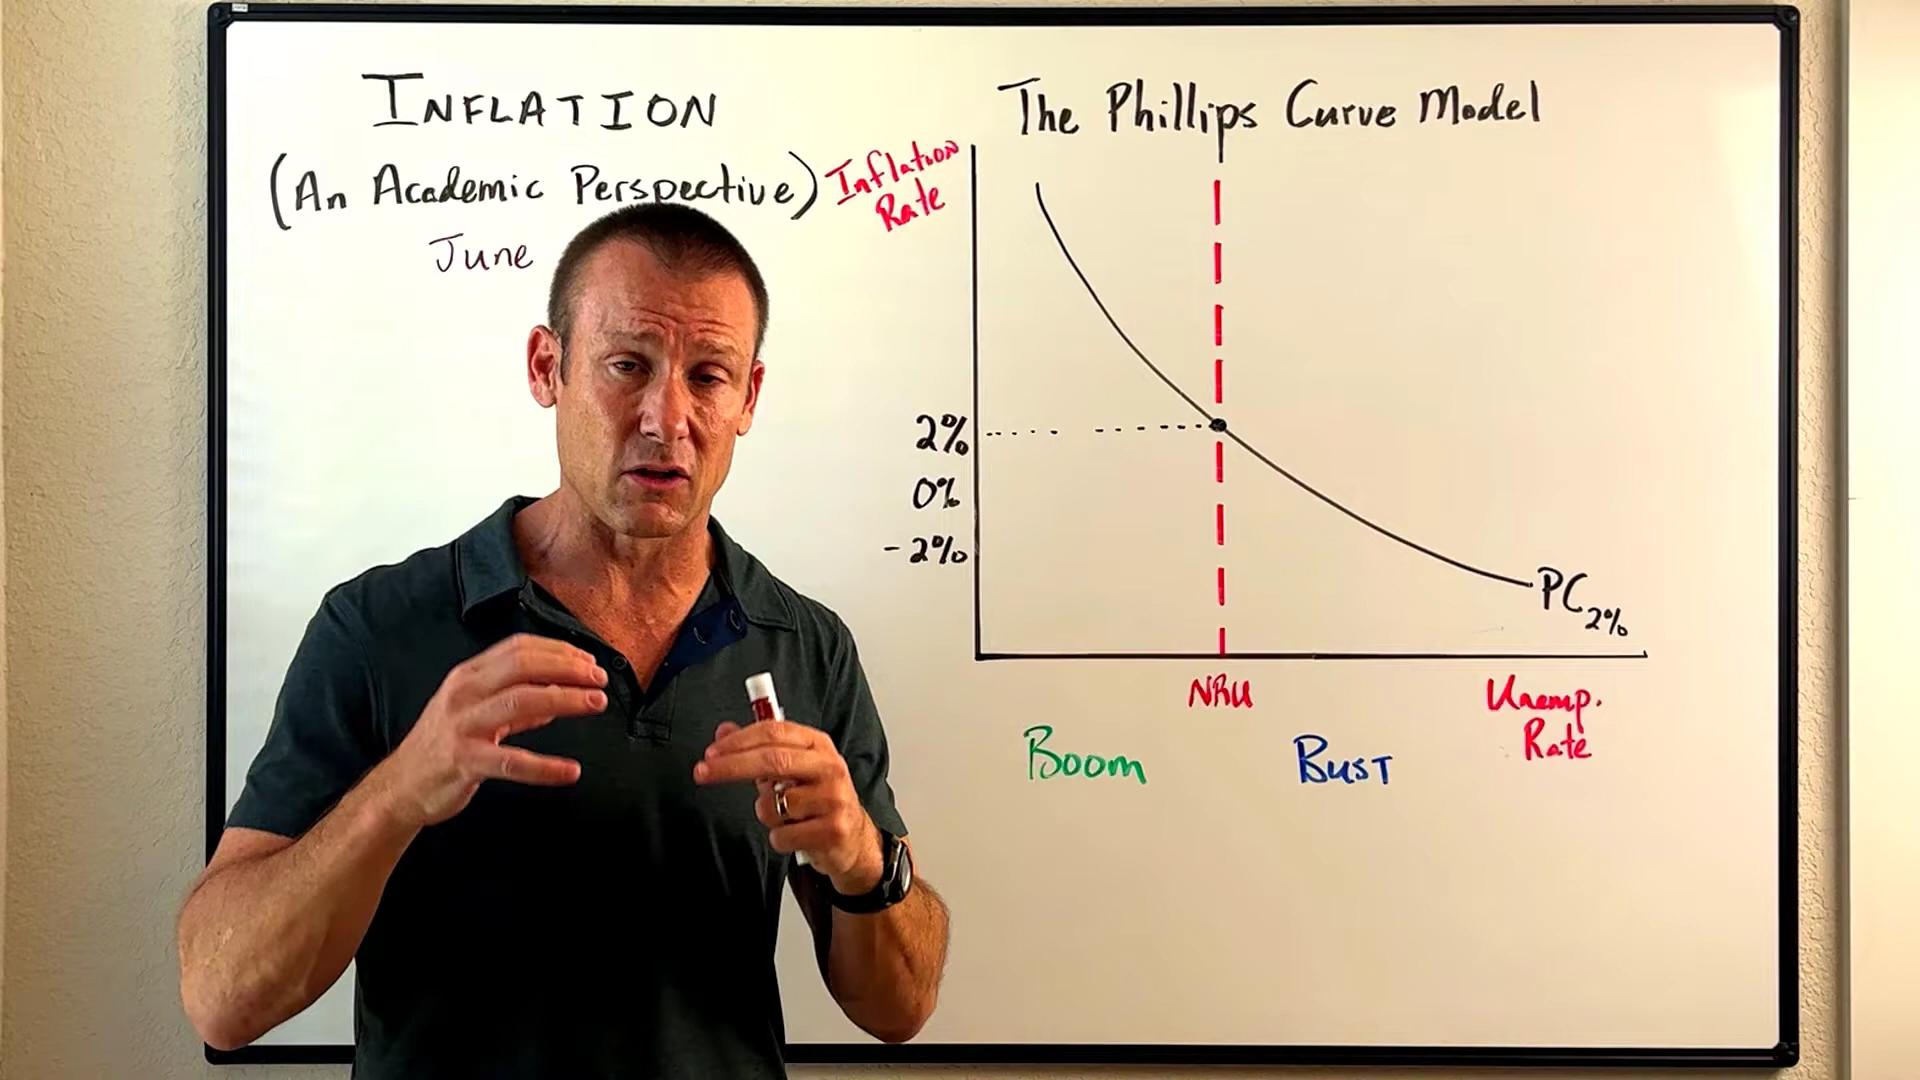 INFLATION
(An Academic Perspective)
June
The Phillips Curve Model
Inflation
Rate
2%
0%
-2%
PC2%
NRU
Unemp.
Rate
Boom
Bust